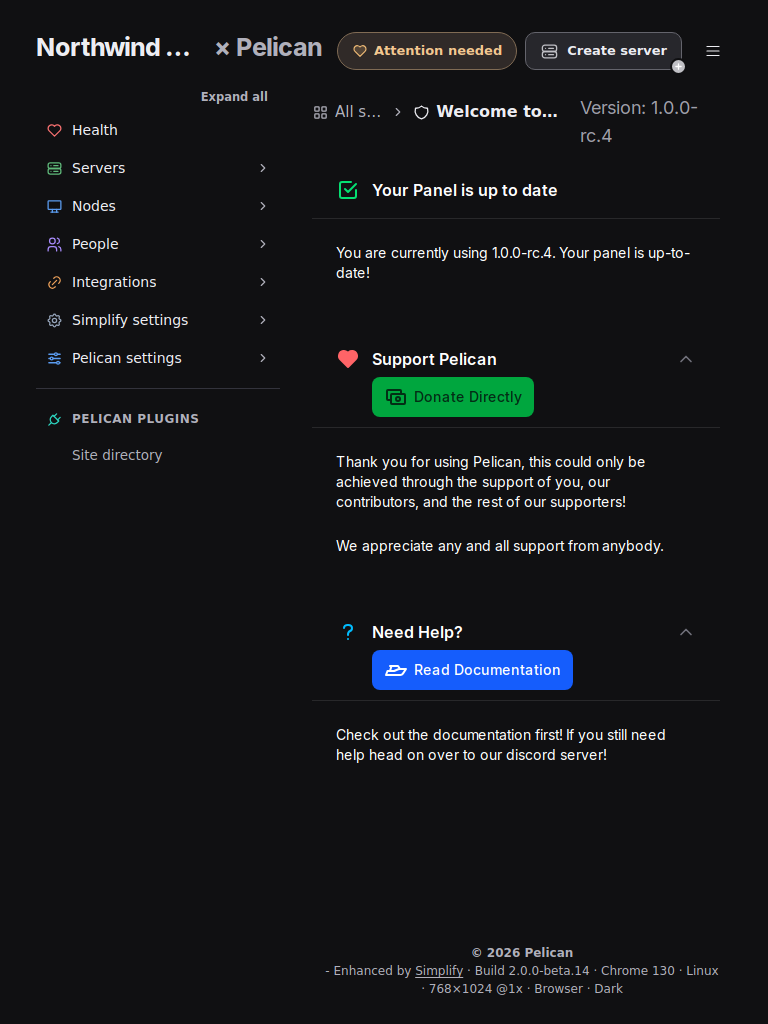 Northwind ... × Pelican
Attention needed
Create server
Expand all
Health
Servers
Nodes
People
Integrations
Simplify settings
Pelican settings
PELICAN PLUGINS
Site directory
All s... > Welcome to...
Version: 1.0.0-
rc.4
Your Panel is up to date
You are currently using 1.0.0-rc.4. Your panel is up-to-
date!
Support Pelican
Donate Directly
Thank you for using Pelican, this could only be
achieved through the support of you, our
contributors, and the rest of our supporters!
We appreciate any and all support from anybody.
Need Help?
Read Documentation
Check out the documentation first! If you still need
help head on over to our discord server!
© 2026 Pelican
- Enhanced by Simplify · Build 2.0.0-beta.14 · Chrome 130 · Linux
· 768×1024 @1x · Browser · Dark